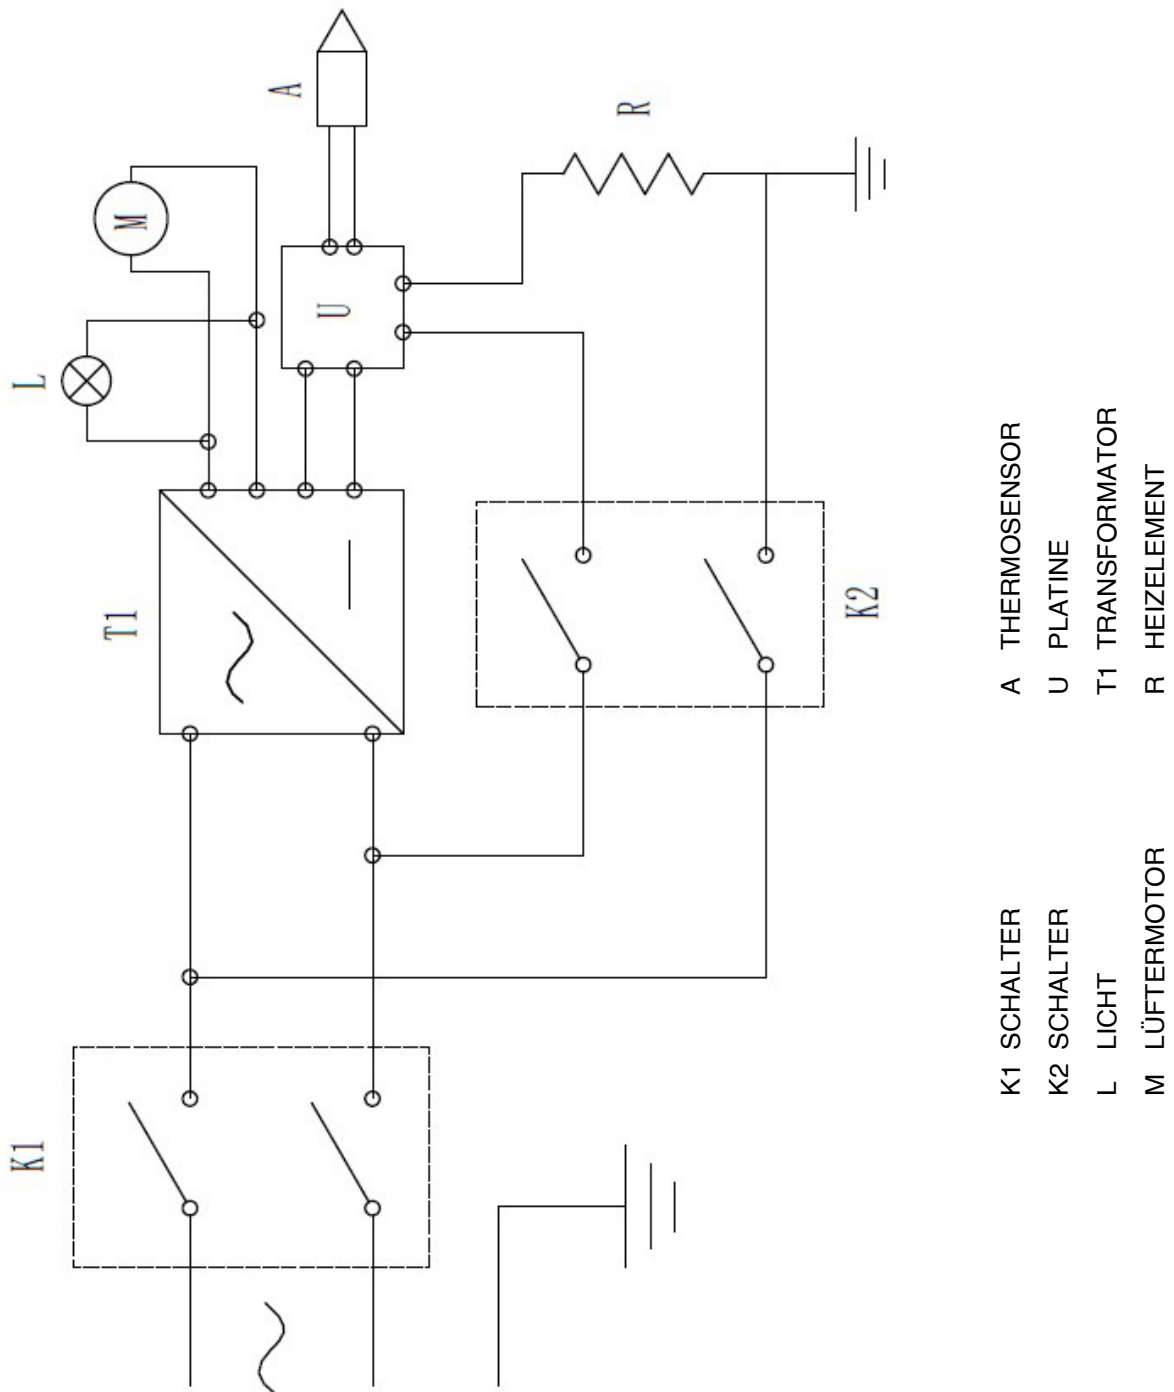 K1
T1
L
M
A
U
R
K2
K1 SCHALTER
K2 SCHALTER
L LICHT
M LÜFTERMOTOR
A THERMOSENSOR
U PLATINE
T1 TRANSFORMATOR
R HEIZELEMENT